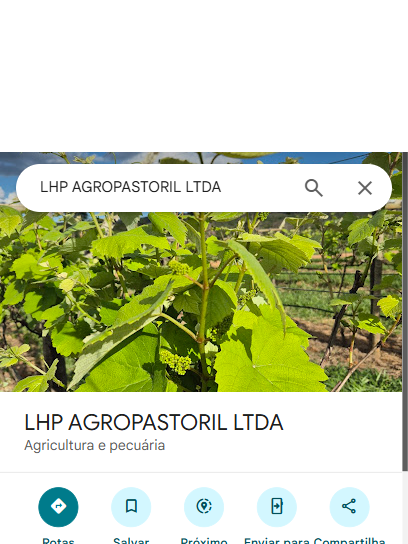 LHP AGROPASTORIL LTDA
LHP AGROPASTORIL LTDA
Agricultura e pecuária
Rotas Salvar Próximo Enviar para Compartilha